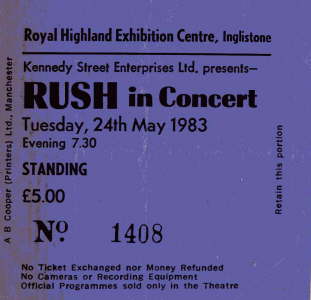 Royal Highland Exhibition Centre, Inglistone
Kennedy Street Enterprises Ltd. presents—
RUSH in Concert
Tuesday, 24th May 1983
Evening 7.30
STANDING
£5.00
Nº 1408
No Ticket Exchanged nor Money Refunded
No Cameras or Recording Equipment
Official Programmes sold only in the Theatre
A B Cooper (Printers) Ltd., Manchester
Retain this portion